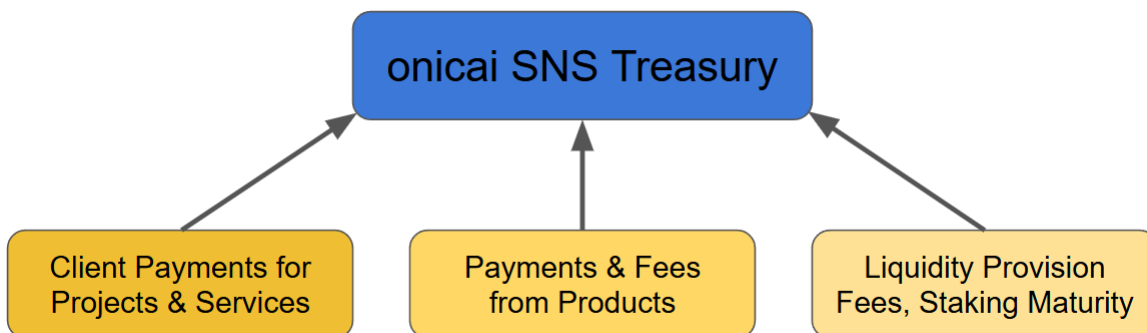 onicai SNS Treasury
Client Payments for
Projects & Services
Payments & Fees
from Products
Liquidity Provision
Fees, Staking Maturity